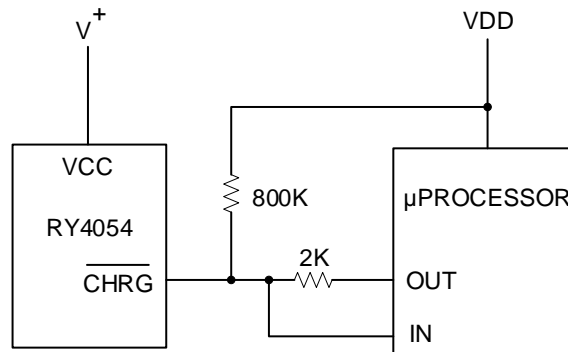 V+
VDD
VCC
RY4054
CHRG
800K
2K
µPROCESSOR
OUT
IN